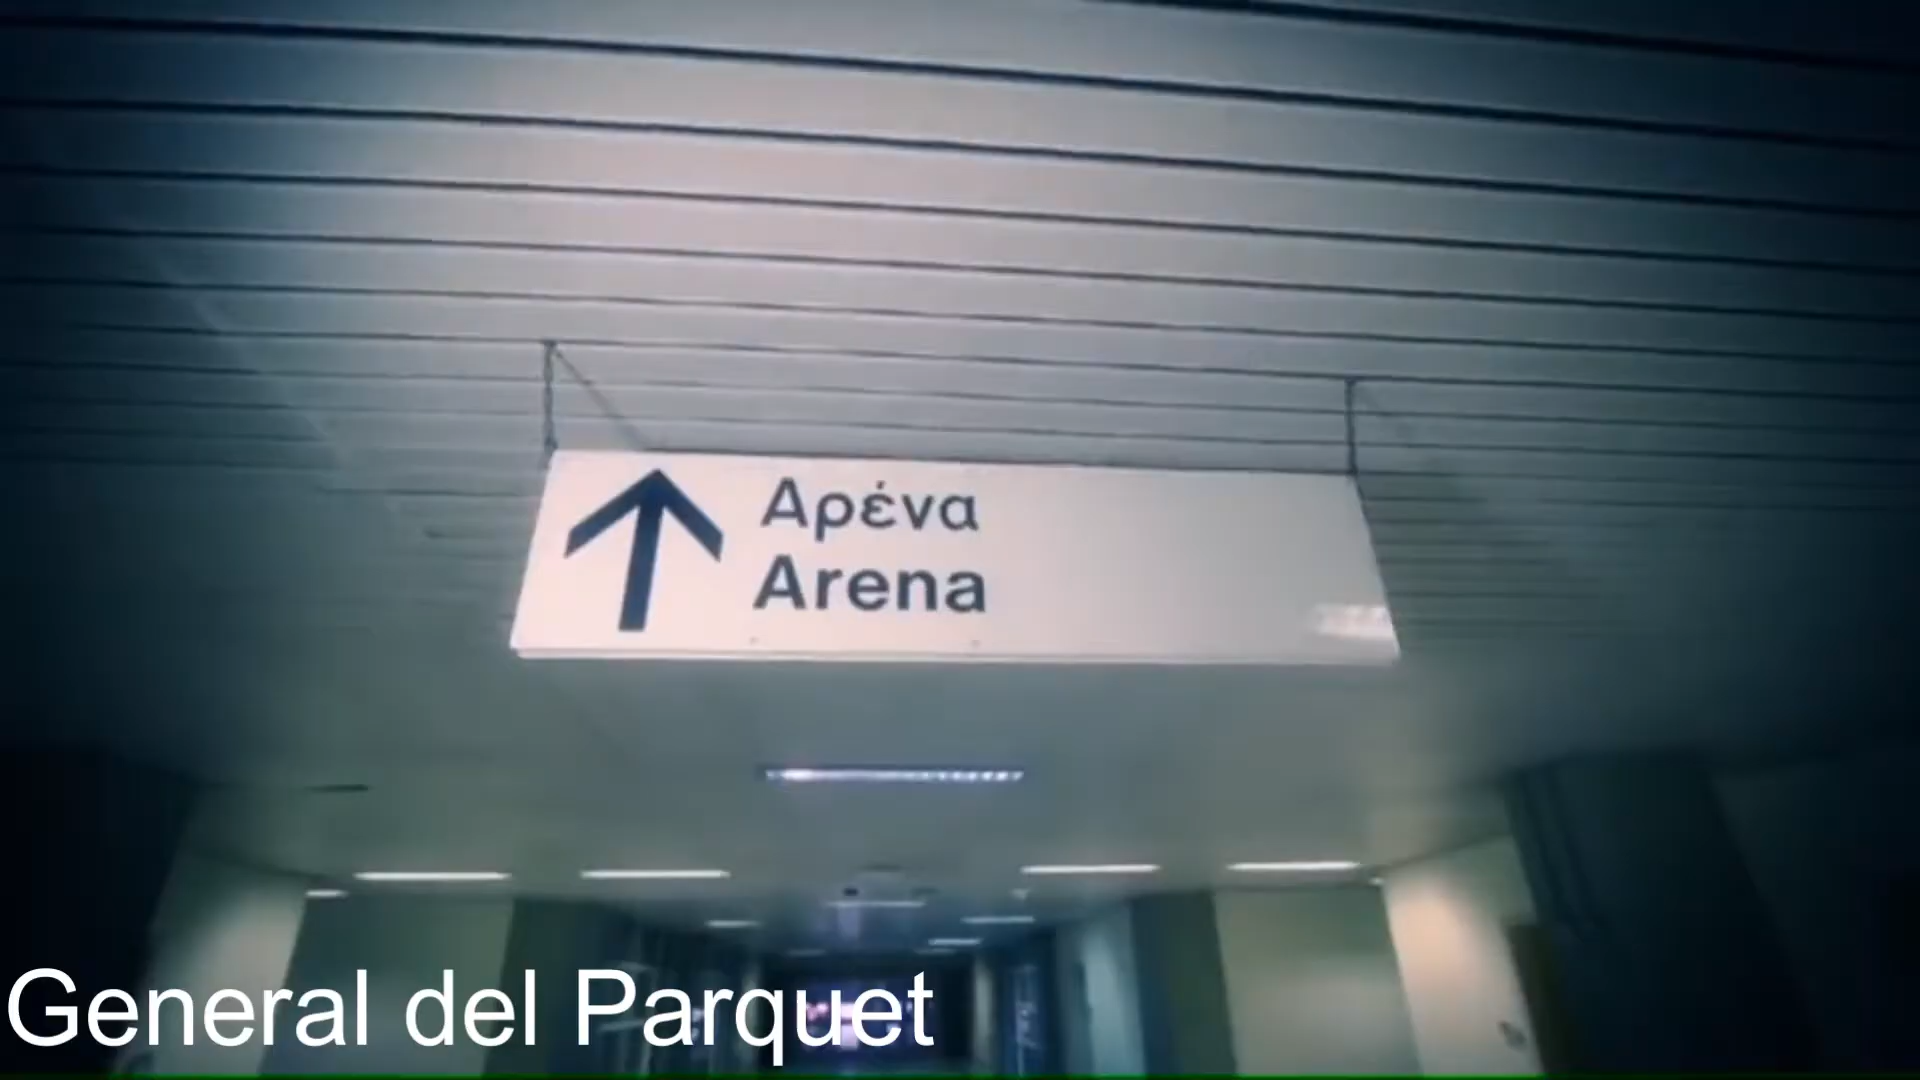 Αρένα
Arena
General del Parquet